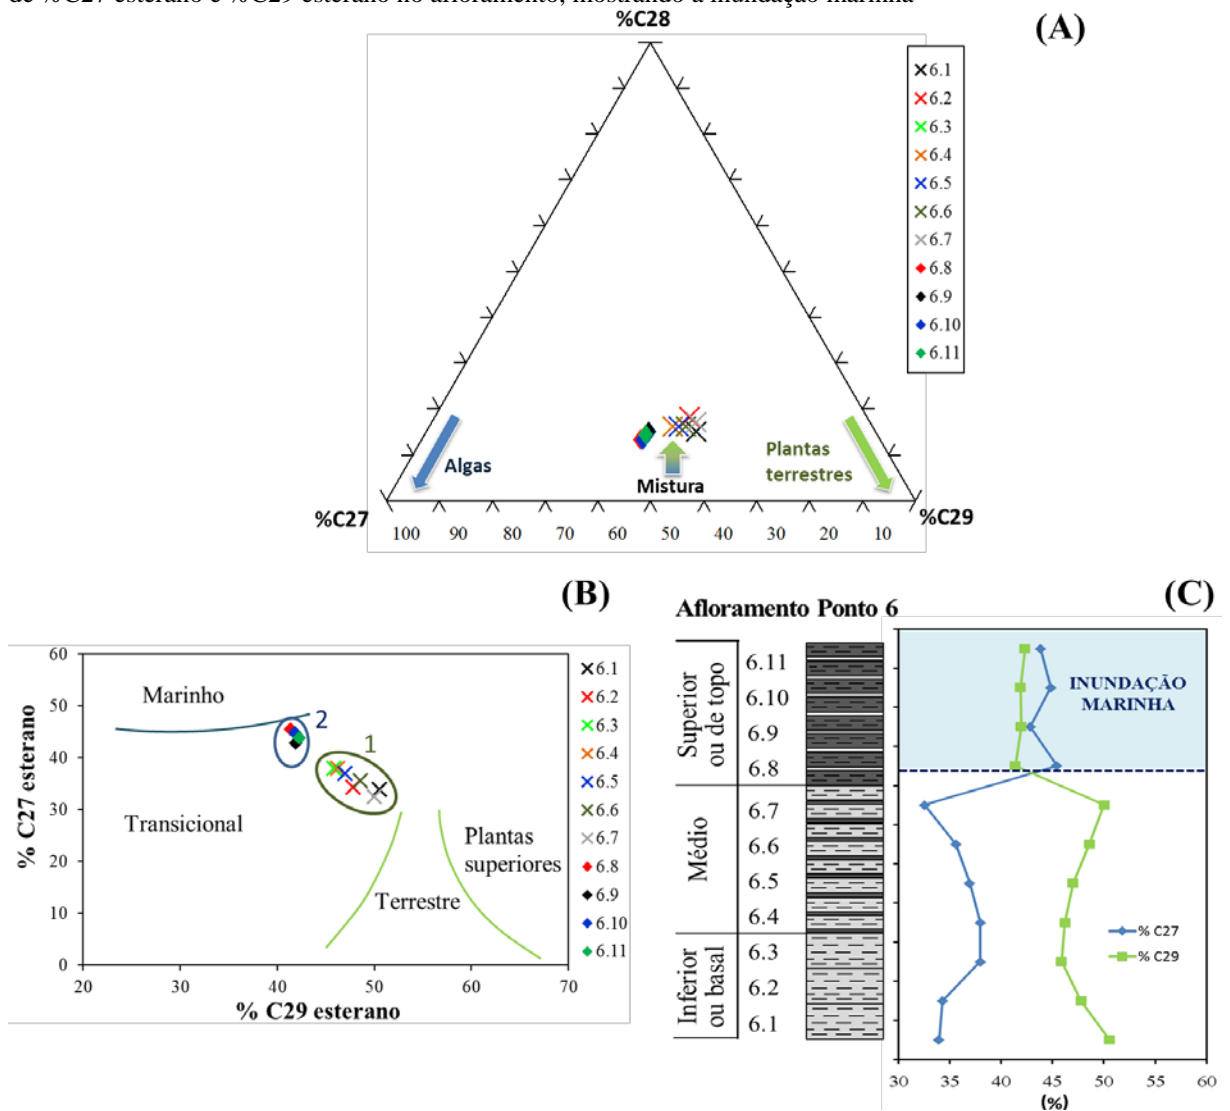 de %C27 esterano e %C29 esterano no afloramento, mostrando a inundação marinha
(A)
%C28
6.1
6.2
6.3
6.4
6.5
6.6
6.7
6.8
6.9
6.10
6.11
Algas
Mistura
Plantas
terrestres
%C27
%C29
100 90 80 70 60 50 40 30 20 10
(B)
60
50
40
30
20
10
0
% C27 esterano
Marinho
2
1
Transicional
Terrestre
Plantas
superiores
6.1
6.2
6.3
6.4
6.5
6.6
6.7
6.8
6.9
6.10
6.11
20 30 40 50 60 70
% C29 esterano
Afloramento Ponto 6
(C)
Superior
ou de topo
6.11
6.10
6.9
6.8
Médio
6.7
6.6
6.5
6.4
Inferior
ou basal
6.3
6.2
6.1
INUNDAÇÃO
MARINHA
% C27
% C29
30 35 40 45 50 55 60
(%)